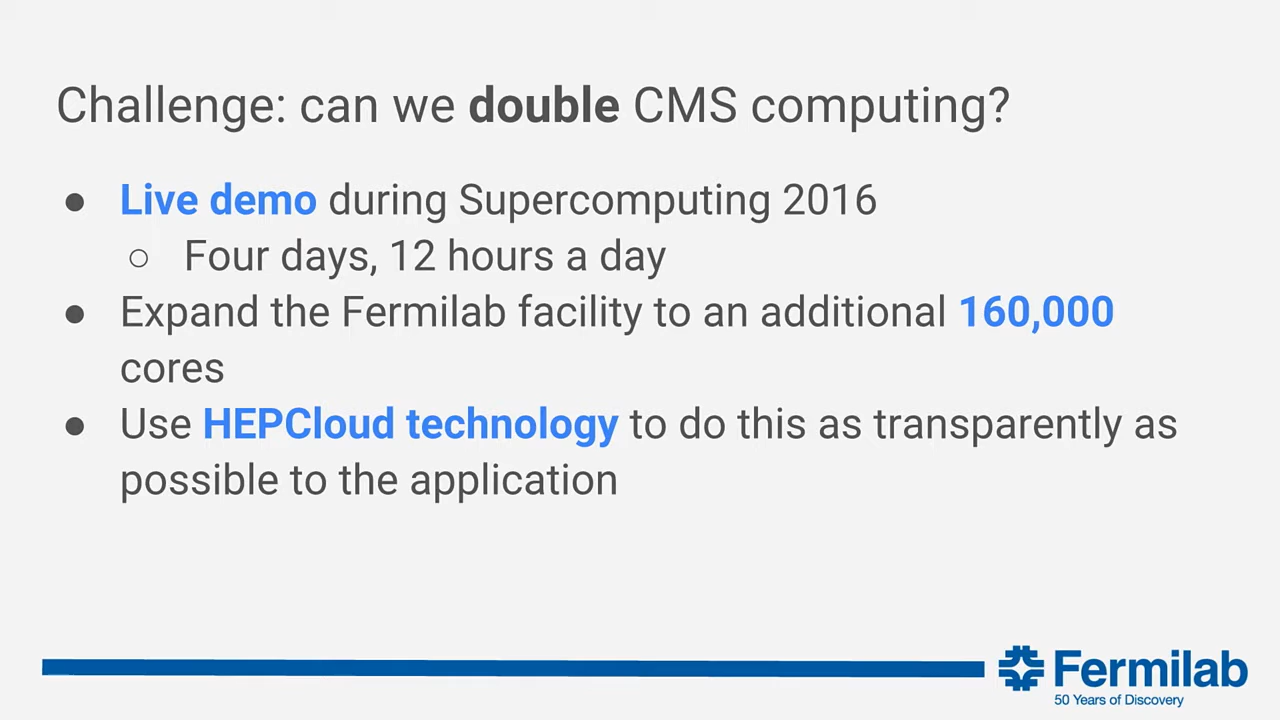 Challenge: can we double CMS computing?
● Live demo during Supercomputing 2016
○ Four days, 12 hours a day
● Expand the Fermilab facility to an additional 160,000
cores
● Use HEPCloud technology to do this as transparently as
possible to the application
Fermilab
50 Years of Discovery